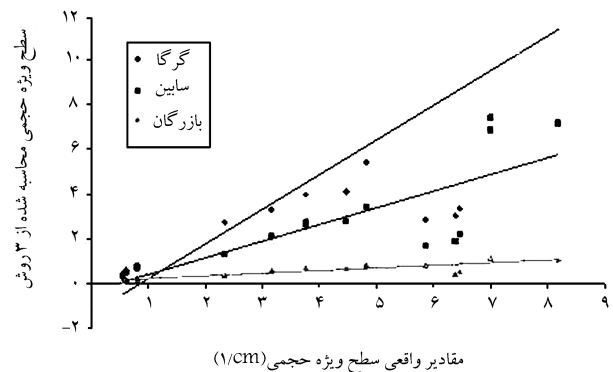 ۱۲
۱۰
۸
۶
۴
۲
۰
−۲
سطح ویژه حجمی محاسبه شده از ۳ روش
گرگا
سابین
بازرگان
۱ ۲ ۳ ۴ ۵ ۶ ۷ ۸ ۹
مقادیر واقعی سطح ویژه حجمی(۱/cm)